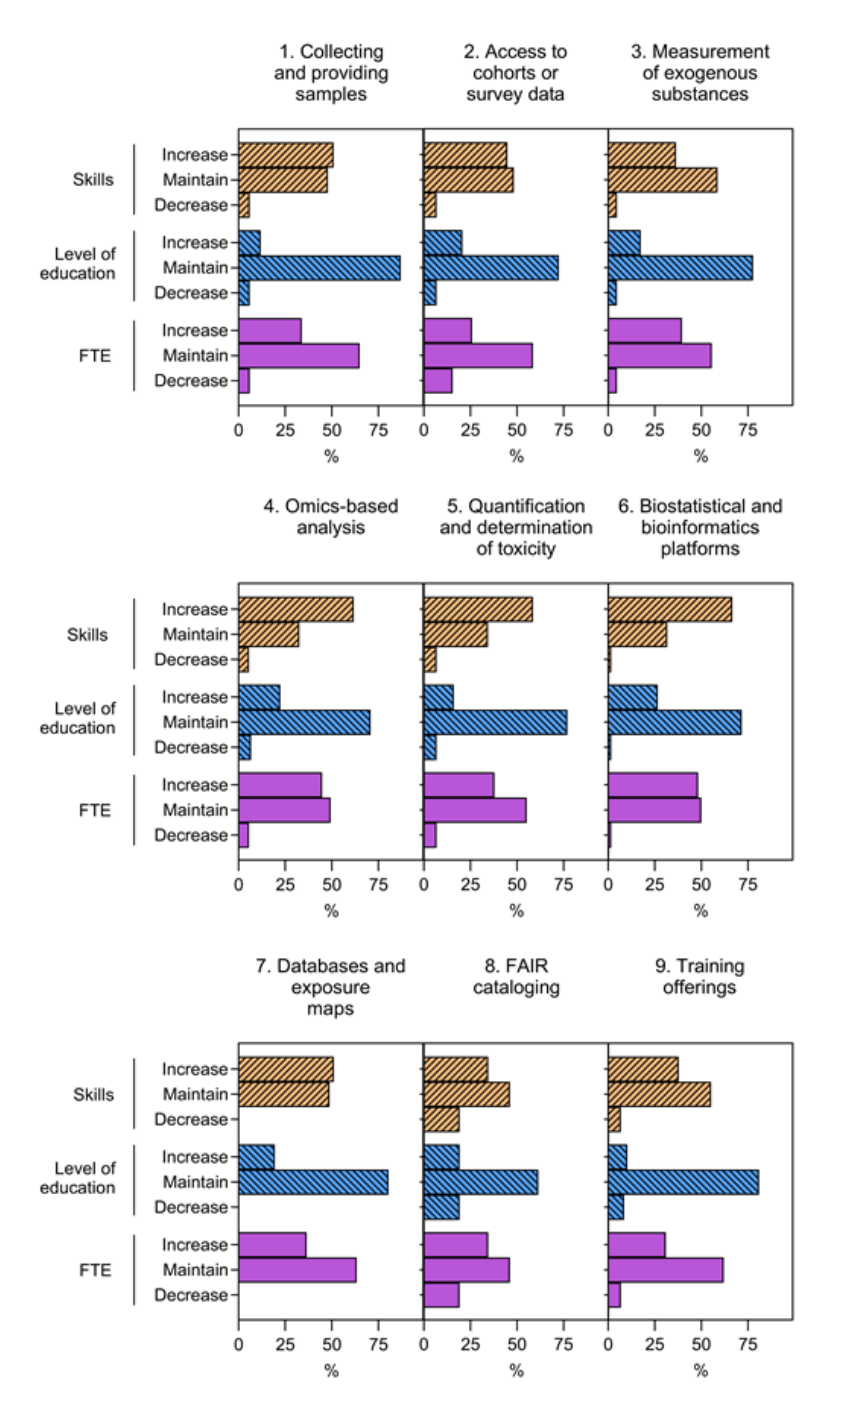 1. Collecting
and providing
samples
2. Access to
cohorts or
survey data
3. Measurement
of exogenous
substances
Skills
Increase
Maintain
Decrease
Level of
education
Increase
Maintain
Decrease
FTE
Increase
Maintain
Decrease
0 25 50 75 0 25 50 75 0 25 50 75
% % %
4. Omics-based
analysis
5. Quantification
and determination
of toxicity
6. Biostatistical and
bioinformatics
platforms
Skills
Increase
Maintain
Decrease
Level of
education
Increase
Maintain
Decrease
FTE
Increase
Maintain
Decrease
0 25 50 75 0 25 50 75 0 25 50 75
% % %
7. Databases and
exposure
maps
8. FAIR
cataloging
9. Training
offerings
Skills
Increase
Maintain
Decrease
Level of
education
Increase
Maintain
Decrease
FTE
Increase
Maintain
Decrease
0 25 50 75 0 25 50 75 0 25 50 75
% % %